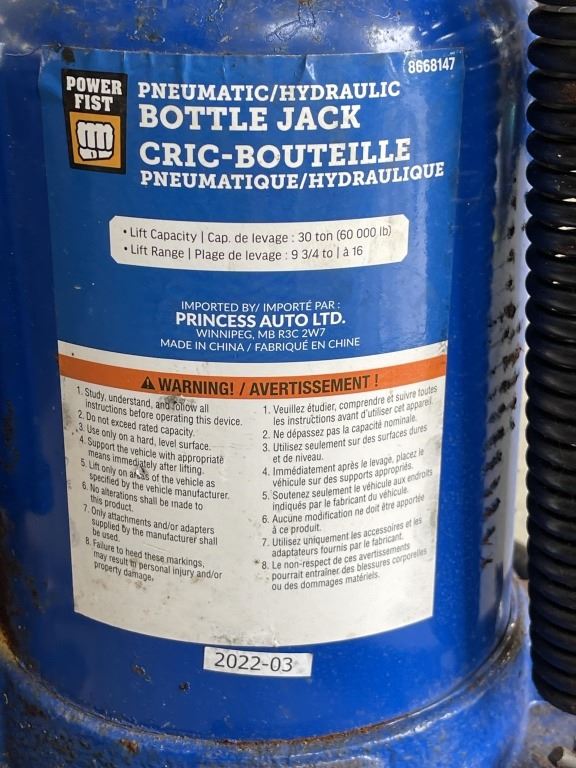 8668147
POWER
FIST
PNEUMATIC/HYDRAULIC
BOTTLE JACK
CRIC-BOUTEILLE
PNEUMATIQUE/HYDRAULIQUE
• Lift Capacity | Cap. de levage : 30 ton (60 000 lb)
• Lift Range | Plage de levage : 9 3/4 to | à 16
IMPORTED BY/ IMPORTÉ PAR :
PRINCESS AUTO LTD.
WINNIPEG, MB R3C 2W7
MADE IN CHINA / FABRIQUÉ EN CHINE
⚠ WARNING! / AVERTISSEMENT !
1. Study, understand, and follow all
instructions before operating this device.
2. Do not exceed rated capacity.
3. Use only on a hard, level surface.
4. Support the vehicle with appropriate
means immediately after lifting.
5. Lift only on areas of the vehicle as
specified by the vehicle manufacturer.
6. No alterations shall be made to
this product.
7. Only attachments and/or adapters
supplied by the manufacturer shall
be used.
8. Failure to heed these markings,
may result in personal injury and/or
property damage.
1. Veuillez étudier, comprendre et suivre toutes
les instructions avant d'utiliser cet appareil.
2. Ne dépassez pas la capacité nominale.
3. Utilisez seulement sur des surfaces dures
et de niveau.
4. Immédiatement après le levage, placez le
véhicule sur des supports appropriés.
5. Soutenez seulement le véhicule aux endroits
indiqués par le fabricant du véhicule.
6. Aucune modification ne doit être apportée
à ce produit.
7. Utilisez uniquement les accessoires et les
adaptateurs fournis par le fabricant.
8. Le non-respect de ces avertissements
pourrait entraîner des blessures corporelles
ou des dommages matériels.
2022-03